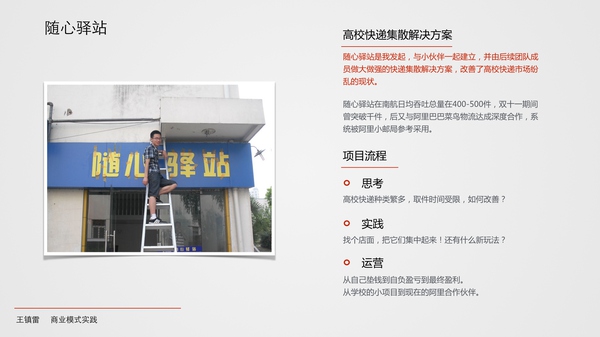 随心驿站
高校快递集散解决方案
随心驿站是我发起，与小伙伴一起建立，并由后续团队成
员做大做强的快递集散解决方案，改善了高校快递市场纷
乱的现状。
随心驿站在南航日均吞吐总量在400-500件，双十一期间
曾突破千件，后又与阿里巴巴菜鸟物流达成深度合作，系
统被阿里小邮局参考采用。
项目流程
思考
高校快递种类繁多，取件时间受限，如何改善？
实践
找个店面，把它们集中起来！还有什么新玩法？
运营
从自己垫钱到自负盈亏到最终盈利。
从学校的小项目到现在的阿里合作伙伴。
随心驿站
王镇雷 商业模式实践